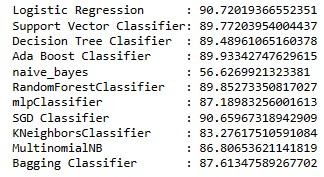 Logistic Regression : 90.72019366552351
Support Vector Classifier: 89.77203954004437
Decision Tree Clasifier : 89.48961065160378
Ada Boost Classifier : 89.93342747629615
naive_bayes : 56.6269921323381
RandomForestClassifier : 89.85273350817027
mlpClassifier : 87.18983256001613
SGD Classifier : 90.65967318942909
KNeighborsClassifier : 83.27617510591084
MultinomialNB : 86.80653621141819
Bagging Classifier : 87.61347589267702